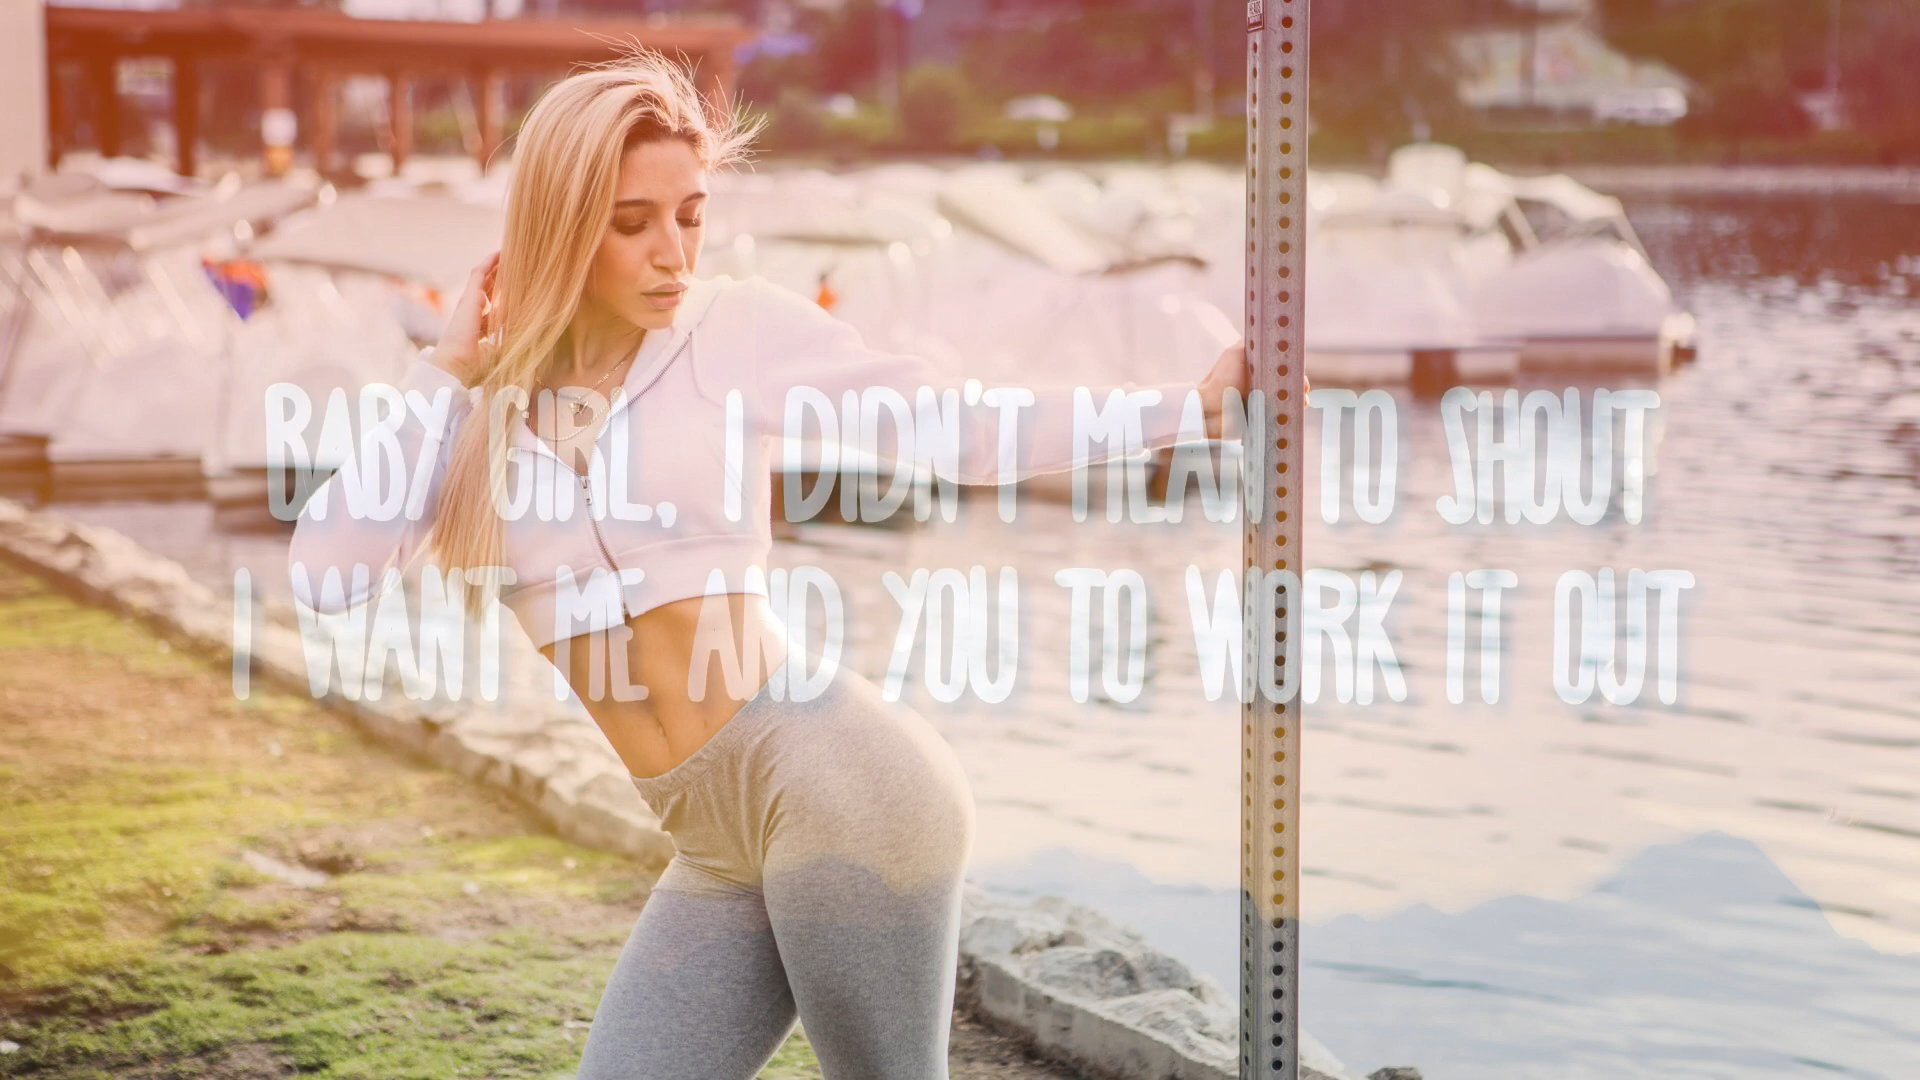 BABY GIRL, I DIDN'T MEAN TO SHOUT
I WANT ME AND YOU TO WORK IT OUT